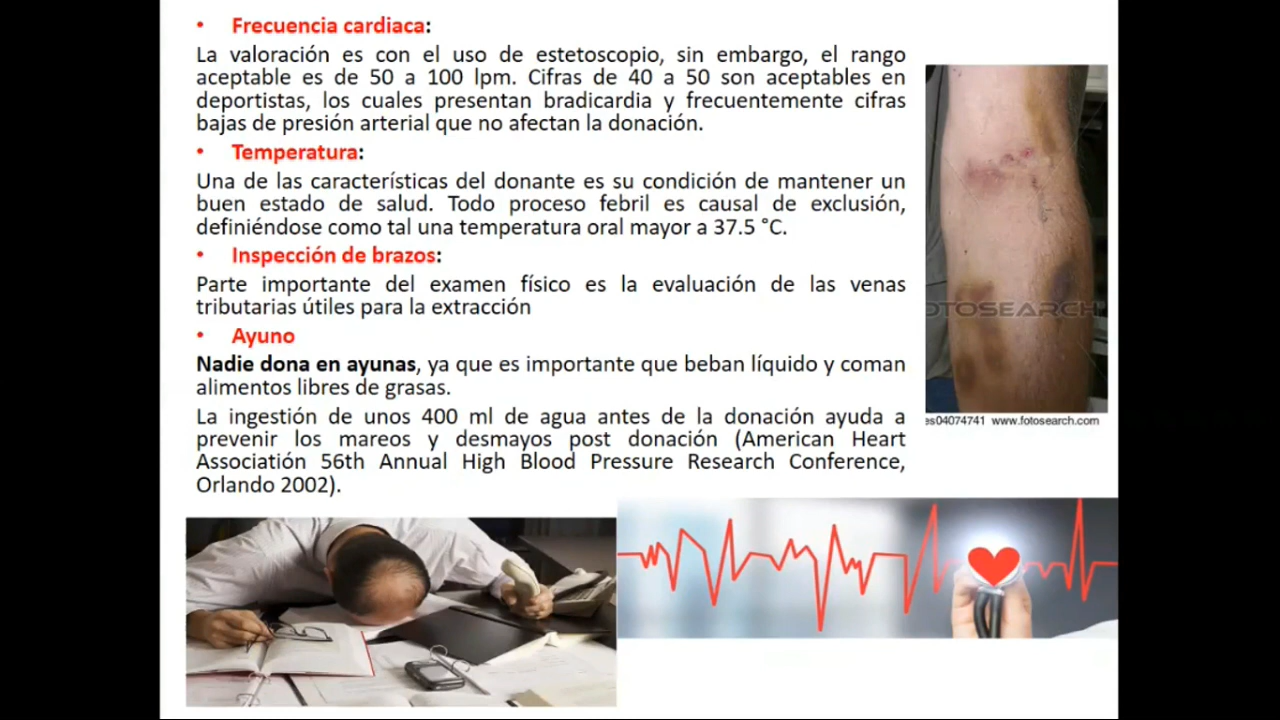 • Frecuencia cardiaca:
La valoración es con el uso de estetoscopio, sin embargo, el rango
aceptable es de 50 a 100 lpm. Cifras de 40 a 50 son aceptables en
deportistas, los cuales presentan bradicardia y frecuentemente cifras
bajas de presión arterial que no afectan la donación.
• Temperatura:
Una de las características del donante es su condición de mantener un
buen estado de salud. Todo proceso febril es causal de exclusión,
definiéndose como tal una temperatura oral mayor a 37.5 °C.
• Inspección de brazos:
Parte importante del examen físico es la evaluación de las venas
tributarias útiles para la extracción
• Ayuno
Nadie dona en ayunas, ya que es importante que beban líquido y coman
alimentos libres de grasas.
La ingestión de unos 400 ml de agua antes de la donación ayuda a
prevenir los mareos y desmayos post donación (American Heart
Associatión 56th Annual High Blood Pressure Research Conference,
Orlando 2002).
OTOSEARCH
es04074741 www.fotosearch.com